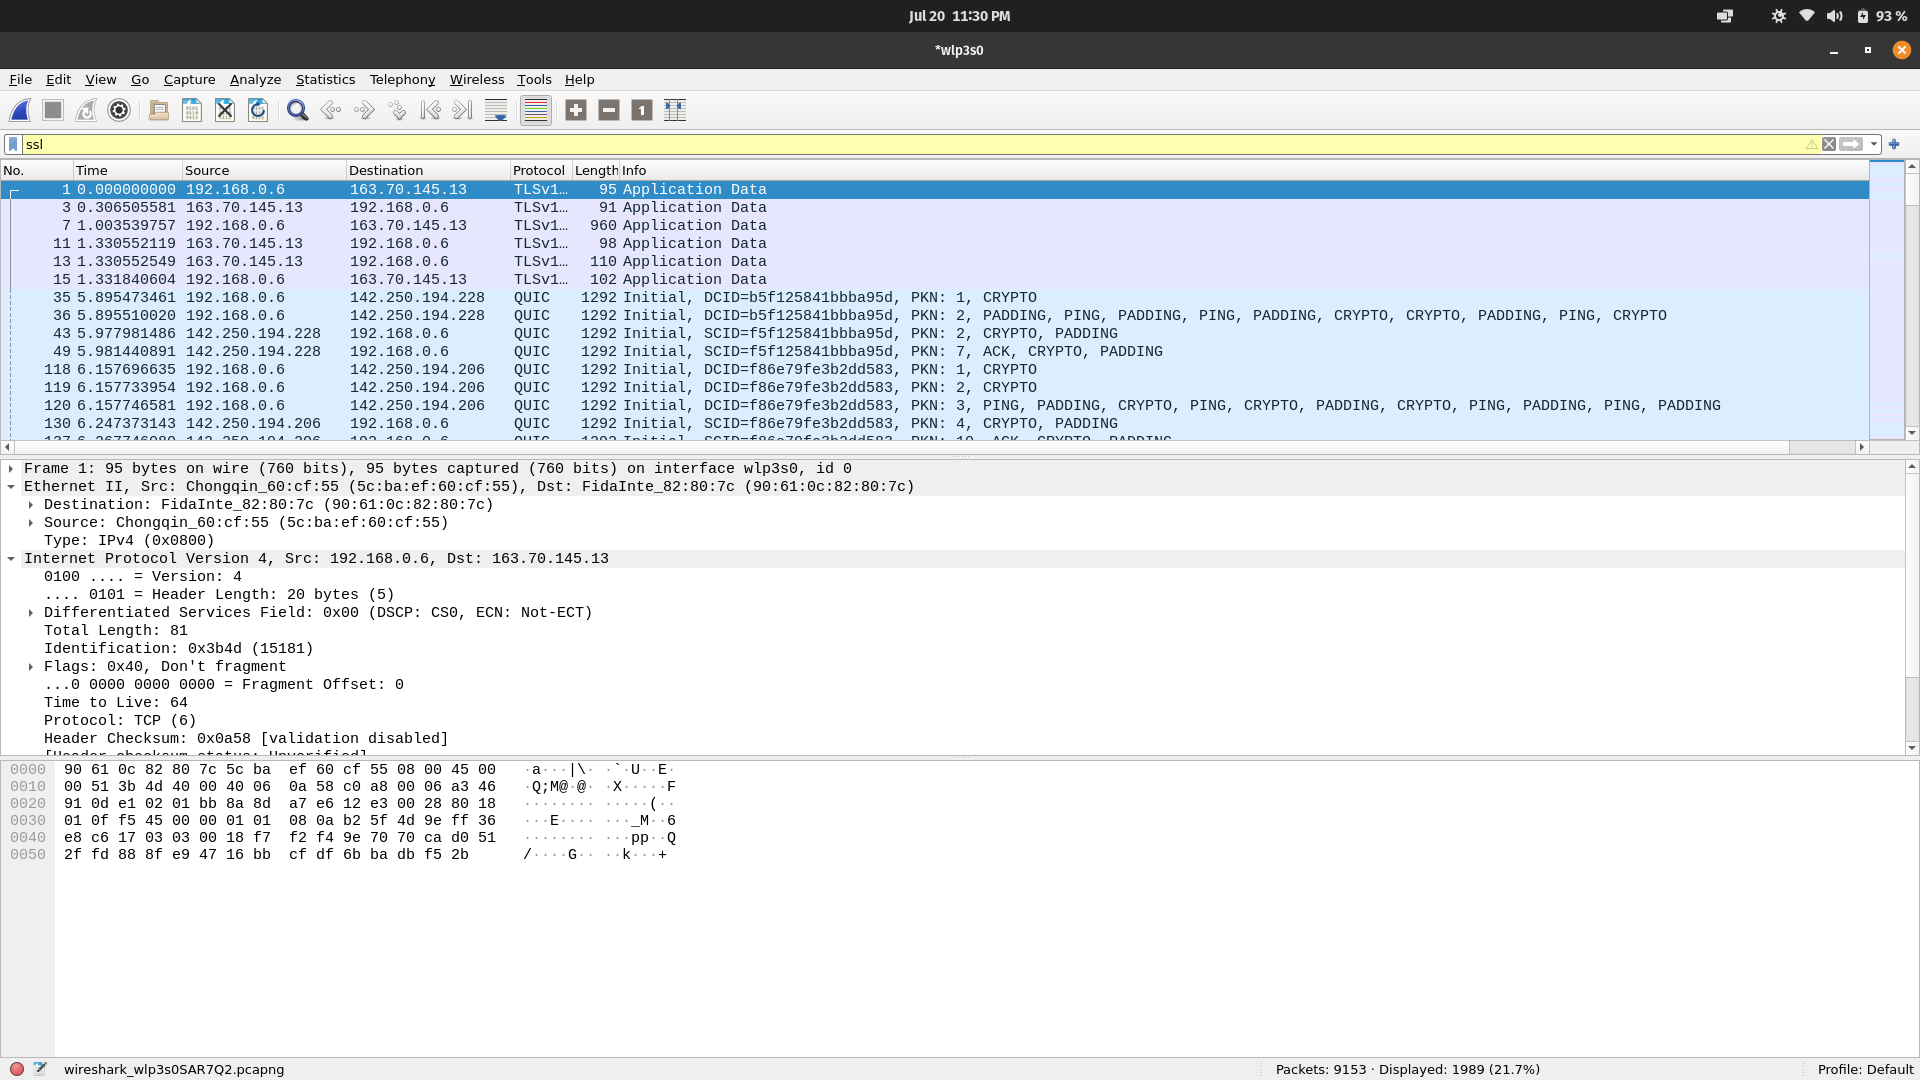 Jul 20 11:30 PM
93 %
*wlp3s0
File Edit View Go Capture Analyze Statistics Telephony Wireless Tools Help
ssl
No. Time Source Destination Protocol Length Info
1 0.000000000 192.168.0.6 163.70.145.13 TLSv1… 95 Application Data
3 0.306505581 163.70.145.13 192.168.0.6 TLSv1… 91 Application Data
7 1.003539757 192.168.0.6 163.70.145.13 TLSv1… 960 Application Data
11 1.330552119 163.70.145.13 192.168.0.6 TLSv1… 98 Application Data
13 1.330552549 163.70.145.13 192.168.0.6 TLSv1… 110 Application Data
15 1.331840604 192.168.0.6 163.70.145.13 TLSv1… 102 Application Data
35 5.895473461 192.168.0.6 142.250.194.228 QUIC 1292 Initial, DCID=b5f125841bbba95d, PKN: 1, CRYPTO
36 5.895510020 192.168.0.6 142.250.194.228 QUIC 1292 Initial, DCID=b5f125841bbba95d, PKN: 2, PADDING, PING, PADDING, PING, PADDING, CRYPTO, CRYPTO, PADDING, PING, CRYPTO
43 5.977981486 142.250.194.228 192.168.0.6 QUIC 1292 Initial, SCID=f5f125841bbba95d, PKN: 2, CRYPTO, PADDING
49 5.981440891 142.250.194.228 192.168.0.6 QUIC 1292 Initial, SCID=f5f125841bbba95d, PKN: 7, ACK, CRYPTO, PADDING
118 6.157696635 192.168.0.6 142.250.194.206 QUIC 1292 Initial, DCID=f86e79fe3b2dd583, PKN: 1, CRYPTO
119 6.157733954 192.168.0.6 142.250.194.206 QUIC 1292 Initial, DCID=f86e79fe3b2dd583, PKN: 2, CRYPTO
120 6.157746581 192.168.0.6 142.250.194.206 QUIC 1292 Initial, DCID=f86e79fe3b2dd583, PKN: 3, PING, PADDING, CRYPTO, PING, CRYPTO, PADDING, CRYPTO, PING, PADDING, PING, PADDING
130 6.247373143 142.250.194.206 192.168.0.6 QUIC 1292 Initial, SCID=f86e79fe3b2dd583, PKN: 4, CRYPTO, PADDING
Frame 1: 95 bytes on wire (760 bits), 95 bytes captured (760 bits) on interface wlp3s0, id 0
Ethernet II, Src: Chongqin_60:cf:55 (5c:ba:ef:60:cf:55), Dst: FidaInte_82:80:7c (90:61:0c:82:80:7c)
Destination: FidaInte_82:80:7c (90:61:0c:82:80:7c)
Source: Chongqin_60:cf:55 (5c:ba:ef:60:cf:55)
Type: IPv4 (0x0800)
Internet Protocol Version 4, Src: 192.168.0.6, Dst: 163.70.145.13
0100 .... = Version: 4
.... 0101 = Header Length: 20 bytes (5)
Differentiated Services Field: 0x00 (DSCP: CS0, ECN: Not-ECT)
Total Length: 81
Identification: 0x3b4d (15181)
Flags: 0x40, Don't fragment
...0 0000 0000 0000 = Fragment Offset: 0
Time to Live: 64
Protocol: TCP (6)
Header Checksum: 0x0a58 [validation disabled]
[Header checksum status: Unverified]
0000 90 61 0c 82 80 7c 5c ba ef 60 cf 55 08 00 45 00 ·a···|\· ·`·U··E·
0010 00 51 3b 4d 40 00 40 06 0a 58 c0 a8 00 06 a3 46 ·Q;M@·@· ·X·····F
0020 91 0d e1 02 01 bb 8a 8d a7 e6 12 e3 00 28 80 18 ········ ·····(··
0030 01 0f f5 45 00 00 01 01 08 0a b2 5f 4d 9e ff 36 ···E···· ···_M··6
0040 e8 c6 17 03 03 00 18 f7 f2 f4 9e 70 70 ca d0 51 ········ ···pp··Q
0050 2f fd 88 8f e9 47 16 bb cf df 6b ba db f5 2b /····G·· ··k···+
wireshark_wlp3s0SAR7Q2.pcapng
Packets: 9153 · Displayed: 1989 (21.7%)
Profile: Default